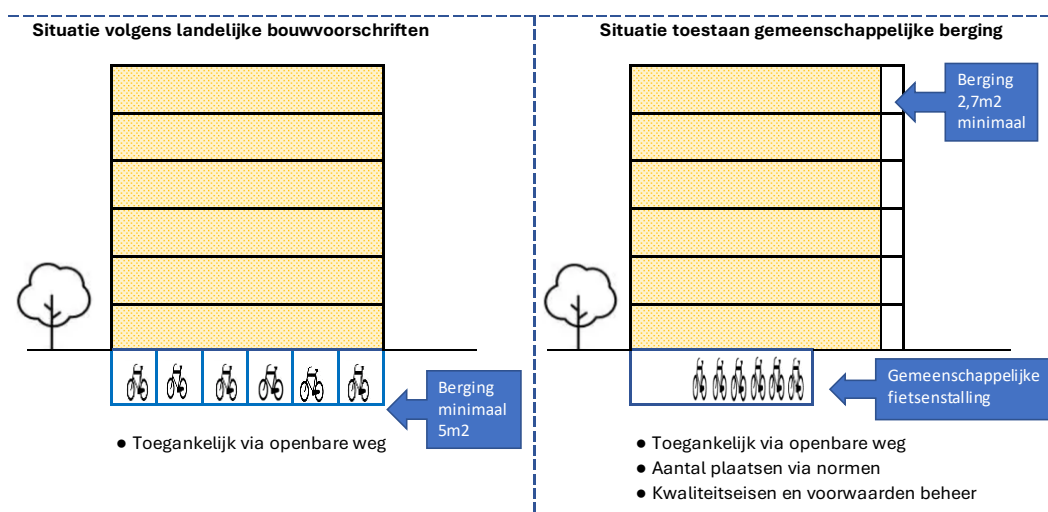 Situatie volgens landelijke bouwvoorschriften
Berging
minimaal
5m2
● Toegankelijk via openbare weg
Situatie toestaan gemeenschappelijke berging
Berging
2,7m2
minimaal
Gemeenschappelijke
fietsenstalling
● Toegankelijk via openbare weg
● Aantal plaatsen via normen
● Kwaliteitseisen en voorwaarden beheer